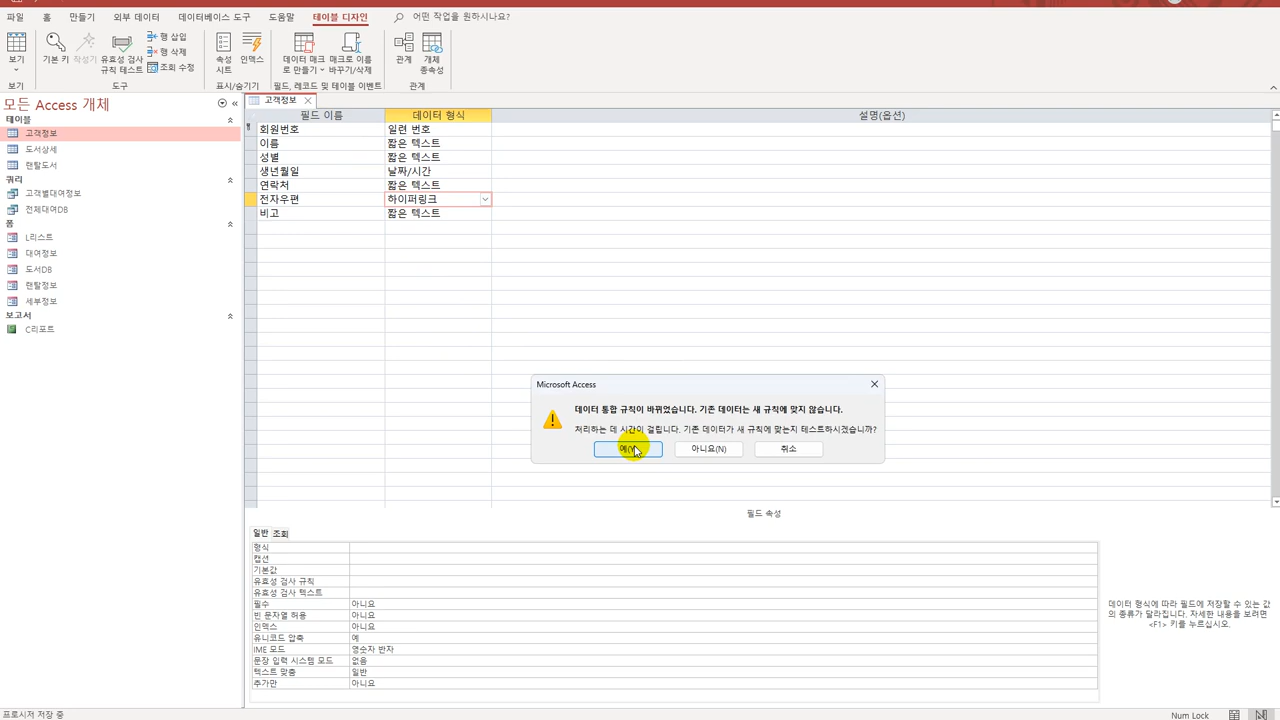 파일 홈 만들기 외부 데이터 데이터베이스 도구 도움말 테이블 디자인 어떤 작업을 원하시나요?
보기 기본 키 작성기 유효성 검사 규칙 테스트 행 삽입 행 삭제 조회 수정 속성 시트 인덱스 데이터 매크로 만들기 매크로 이름 바꾸기/삭제 관계 개체 종속성
보기 도구 표시/숨기기 필드, 레코드 및 테이블 이벤트 관계
모든 Access 개체 «
테이블
고객정보
도서상세
랜탈도서
쿼리
고객별대여정보
전체대여DB
폼
L리스트
대여정보
도서DB
랜탈정보
세부정보
보고서
C리포트
고객정보
필드 이름 데이터 형식 설명(옵션)
회원번호 일련 번호
이름 짧은 텍스트
성별 짧은 텍스트
생년월일 날짜/시간
연락처 짧은 텍스트
전자우편 하이퍼링크
비고 짧은 텍스트
Microsoft Access
데이터 통합 규칙이 바뀌었습니다. 기존 데이터는 새 규칙에 맞지 않습니다.
처리하는 데 시간이 걸립니다. 기존 데이터가 새 규칙에 맞는지 테스트하시겠습니까?
예(Y) 아니요(N) 취소
필드 속성
일반 조회
형식
캡션
기본값
유효성 검사 규칙
유효성 검사 텍스트
필수 아니요
빈 문자열 허용 아니요
인덱스 아니요
유니코드 압축 예
IME 모드 영숫자 반자
문장 입력 시스템 모드 없음
텍스트 맞춤 일반
추가만 아니요
데이터 형식에 따라 필드에 저장할 수 있는 값
의 종류가 달라집니다. 자세한 내용을 보려면
<F1> 키를 누르십시오.
프로시저 저장 중 Num Lock